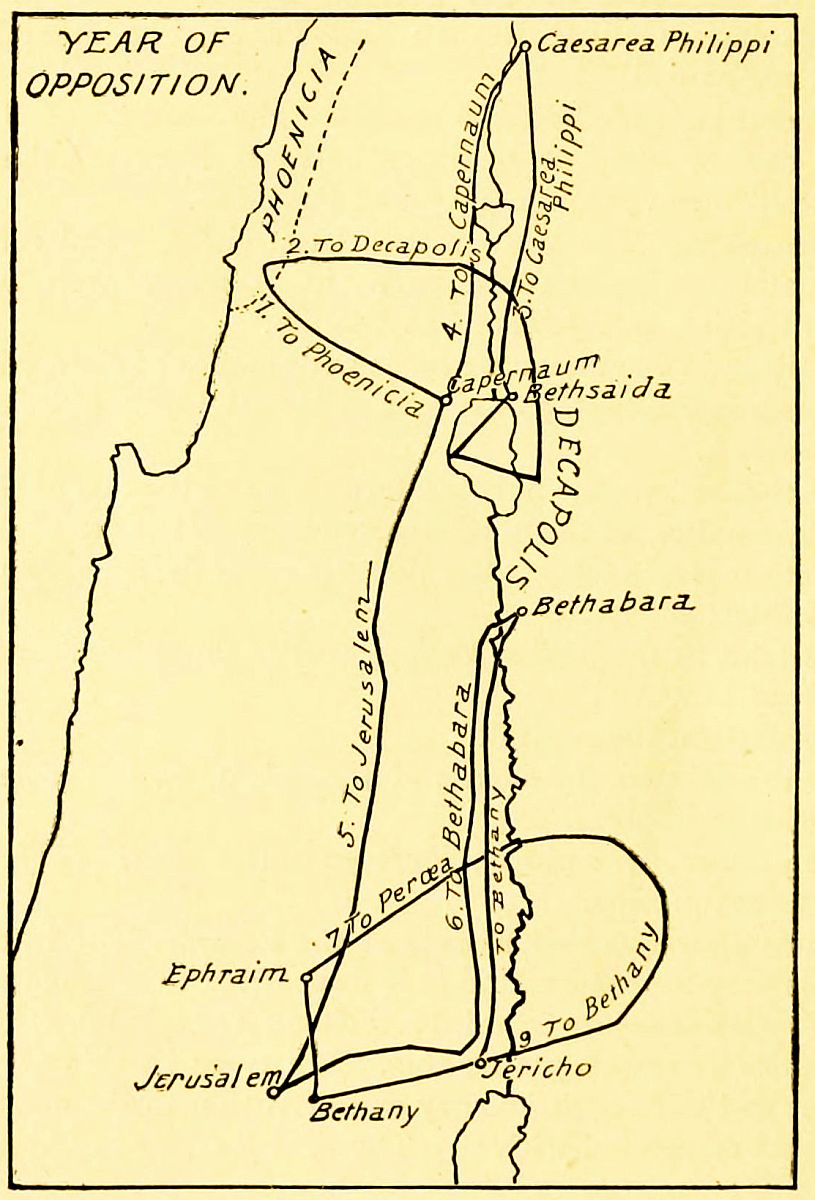 YEAR OF
OPPOSITION.
PHOENICIA
Caesarea Philippi
4. To Capernaum
3. To Caesarea
Philippi
2. To Decapolis
1. To Phoenicia
Capernaum
Bethsaida
DECAPOLIS
Bethabara
5. To Jerusalem
6. To Bethabara
To Bethany
7 To Peræa
Ephraim
9 To Bethany
Jericho
Jerusalem
Bethany